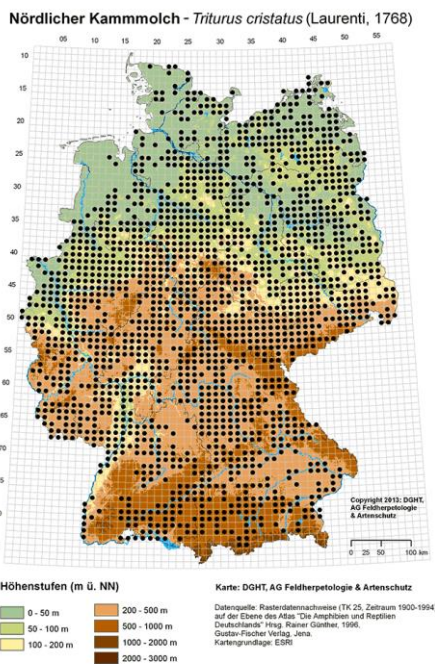 Nördlicher Kammmolch - Triturus cristatus (Laurenti, 1768)
05 10 15 20 25 30 35 40 45 50 55
10
15
20
25
30
35
40
45
50
55
60
65
70
75
80
Copyright 2013: DGHT,
AG Feldherpetologie
& Artenschutz
0 50 100 km
Höhenstufen (m ü. NN)
0 - 50 m
50 - 100 m
100 - 200 m
200 - 500 m
500 - 1000 m
1000 - 2000 m
2000 - 3000 m
Karte: DGHT, AG Feldherpetologie & Artenschutz
Datenquelle: Rasterdatennachweise (TK 25, Zeitraum 1900-1994)
auf der Ebene des Atlas "Die Amphibien und Reptilien
Deutschlands" Hrsg. Rainer Günther, 1996,
Gustav-Fischer Verlag, Jena.
Kartengrundlage: ESRI